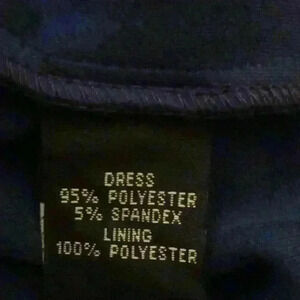 DRESS
95% POLYESTER
5% SPANDEX
LINING
100% POLYESTER